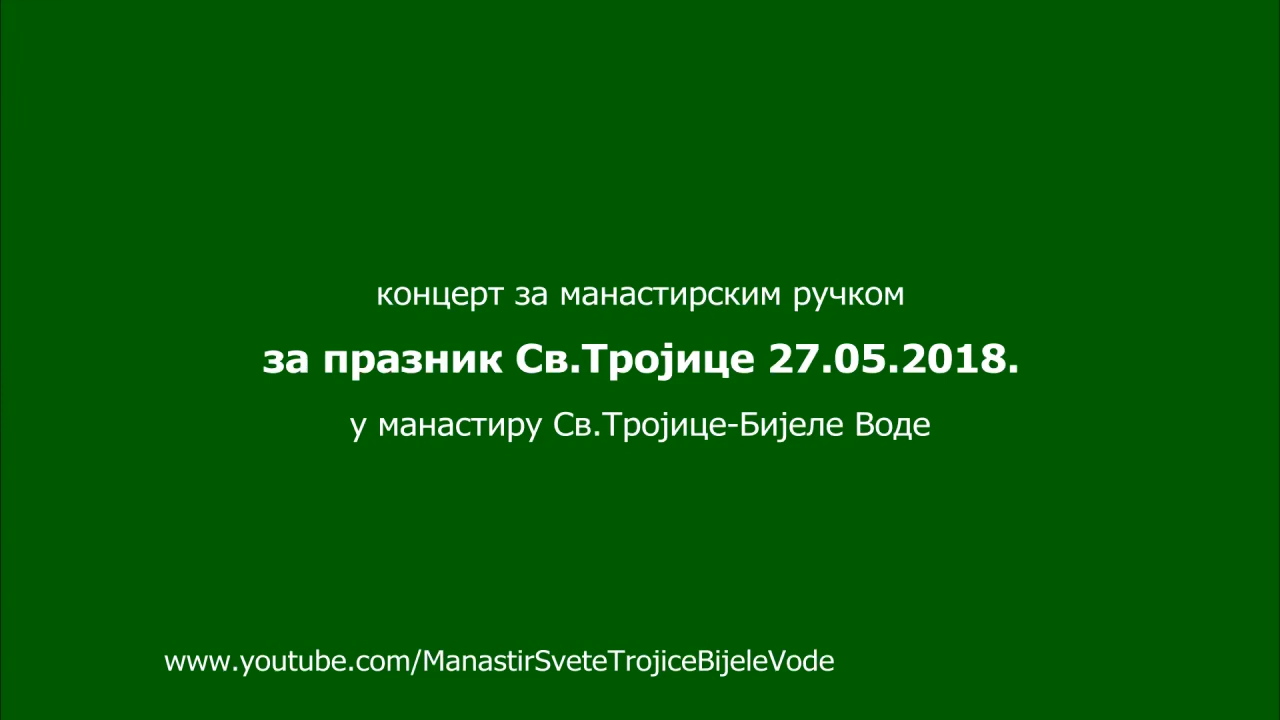 концерт за манастирским ручком
за празник Св.Тројице 27.05.2018.
у манастиру Св.Тројице-Бијеле Воде
www.youtube.com/ManastirSveteTrojiceBijeleVode